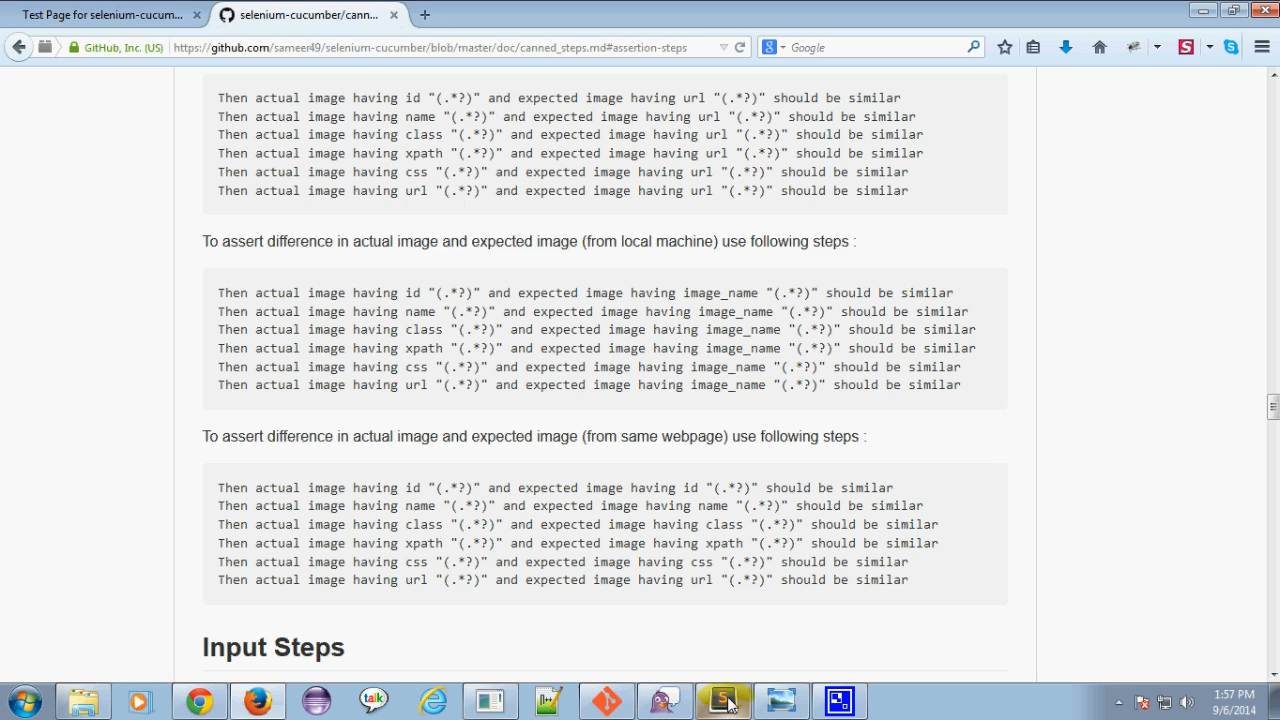 Test Page for selenium-cucum...
selenium-cucumber/cann...
GitHub, Inc. (US)
https://github.com/sameer49/selenium-cucumber/blob/master/doc/canned_steps.md#assertion-steps
Google
Then actual image having id "(.*?)" and expected image having url "(.*?)" should be similar
Then actual image having name "(.*?)" and expected image having url "(.*?)" should be similar
Then actual image having class "(.*?)" and expected image having url "(.*?)" should be similar
Then actual image having xpath "(.*?)" and expected image having url "(.*?)" should be similar
Then actual image having css "(.*?)" and expected image having url "(.*?)" should be similar
Then actual image having url "(.*?)" and expected image having url "(.*?)" should be similar
To assert difference in actual image and expected image (from local machine) use following steps :
Then actual image having id "(.*?)" and expected image having image_name "(.*?)" should be similar
Then actual image having name "(.*?)" and expected image having image_name "(.*?)" should be similar
Then actual image having class "(.*?)" and expected image having image_name "(.*?)" should be similar
Then actual image having xpath "(.*?)" and expected image having image_name "(.*?)" should be similar
Then actual image having css "(.*?)" and expected image having image_name "(.*?)" should be similar
Then actual image having url "(.*?)" and expected image having image_name "(.*?)" should be similar
To assert difference in actual image and expected image (from same webpage) use following steps :
Then actual image having id "(.*?)" and expected image having id "(.*?)" should be similar
Then actual image having name "(.*?)" and expected image having name "(.*?)" should be similar
Then actual image having class "(.*?)" and expected image having class "(.*?)" should be similar
Then actual image having xpath "(.*?)" and expected image having xpath "(.*?)" should be similar
Then actual image having css "(.*?)" and expected image having css "(.*?)" should be similar
Then actual image having url "(.*?)" and expected image having url "(.*?)" should be similar
Input Steps
talk
1:57 PM
9/6/2014